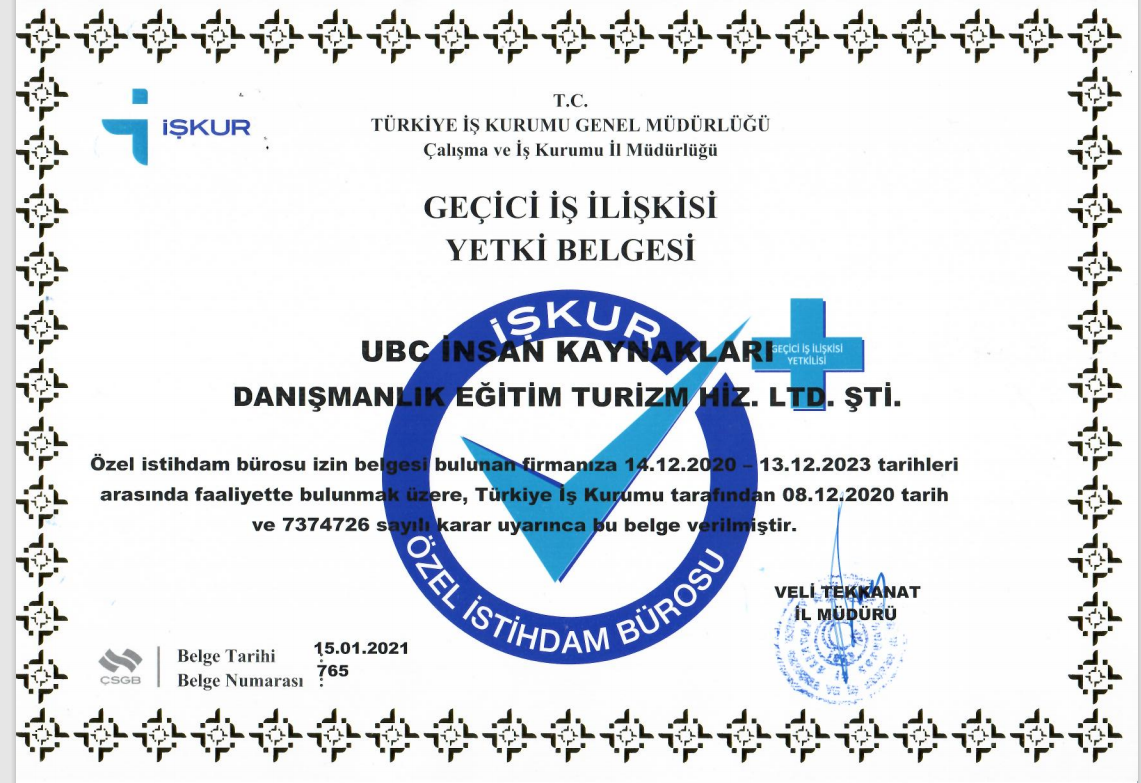 İŞKUR
T.C.
TÜRKİYE İŞ KURUMU GENEL MÜDÜRLÜĞÜ
Çalışma ve İş Kurumu İl Müdürlüğü
GEÇİCİ İŞ İLİŞKİSİ
YETKİ BELGESİ
İŞKUR
GEÇİCİ İŞ İLİŞKİSİ
YETKİLİSİ
UBC İNSAN KAYNAKLARI
DANIŞMANLIK EĞİTİM TURİZM HİZ. LTD. ŞTİ.
Özel istihdam bürosu izin belgesi bulunan firmanıza 14.12.2020 – 13.12.2023 tarihleri
arasında faaliyette bulunmak üzere, Türkiye İş Kurumu tarafından 08.12.2020 tarih
ve 7374726 sayılı karar uyarınca bu belge verilmiştir.
ÖZEL İSTİHDAM BÜROSU
VELİ TEKKANAT
İL MÜDÜRÜ
ÇSGB
Belge Tarihi : 15.01.2021
Belge Numarası : 765